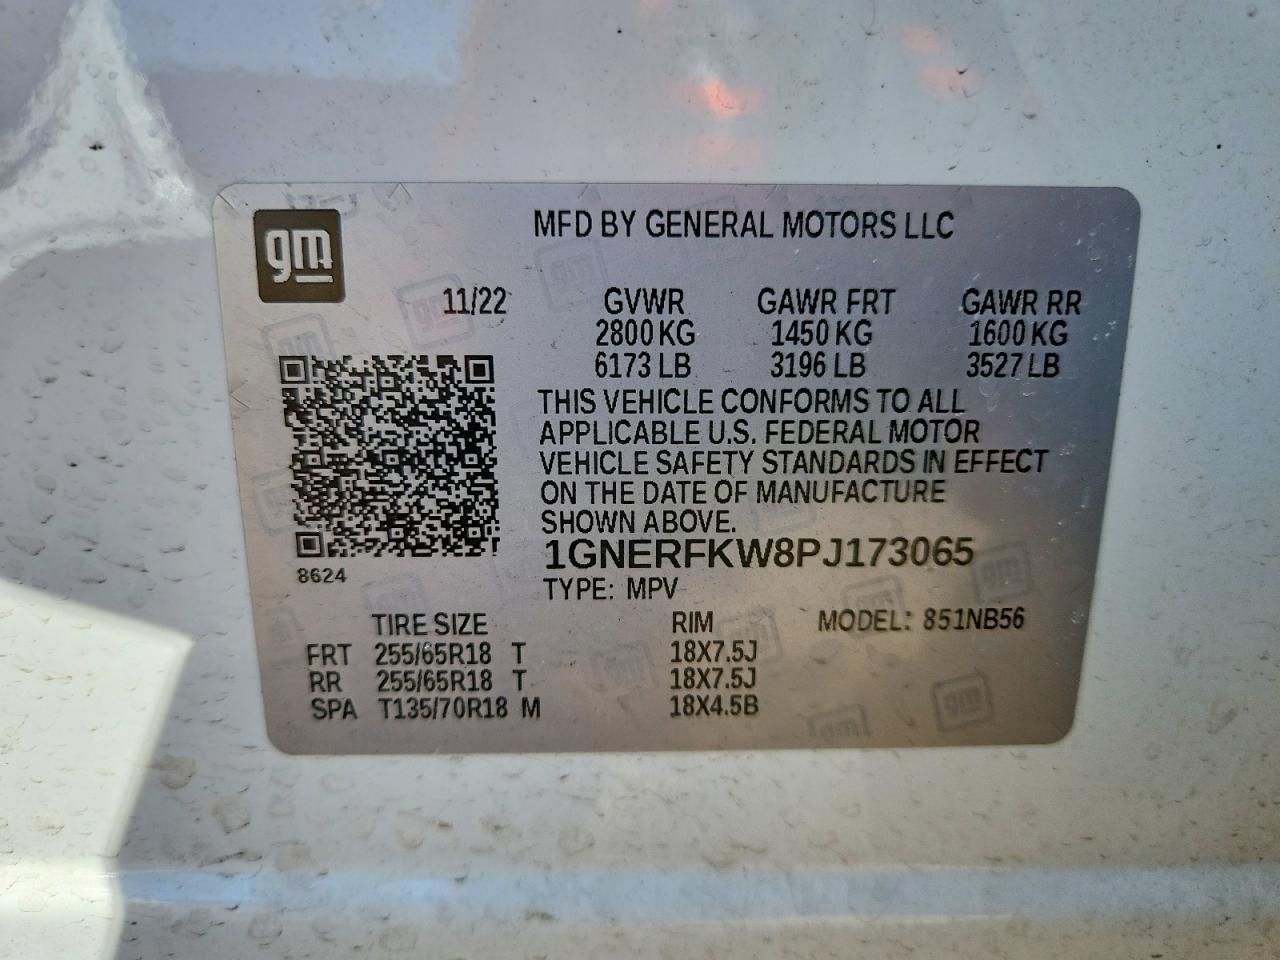 gm
MFD BY GENERAL MOTORS LLC
11/22 GVWR GAWR FRT GAWR RR
2800 KG 1450 KG 1600 KG
6173 LB 3196 LB 3527 LB
THIS VEHICLE CONFORMS TO ALL
APPLICABLE U.S. FEDERAL MOTOR
VEHICLE SAFETY STANDARDS IN EFFECT
ON THE DATE OF MANUFACTURE
SHOWN ABOVE.
1GNERFKW8PJ173065
8624
TYPE: MPV
TIRE SIZE RIM MODEL: 851NB56
FRT 255/65R18 T 18X7.5J
RR 255/65R18 T 18X7.5J
SPA T135/70R18 M 18X4.5B